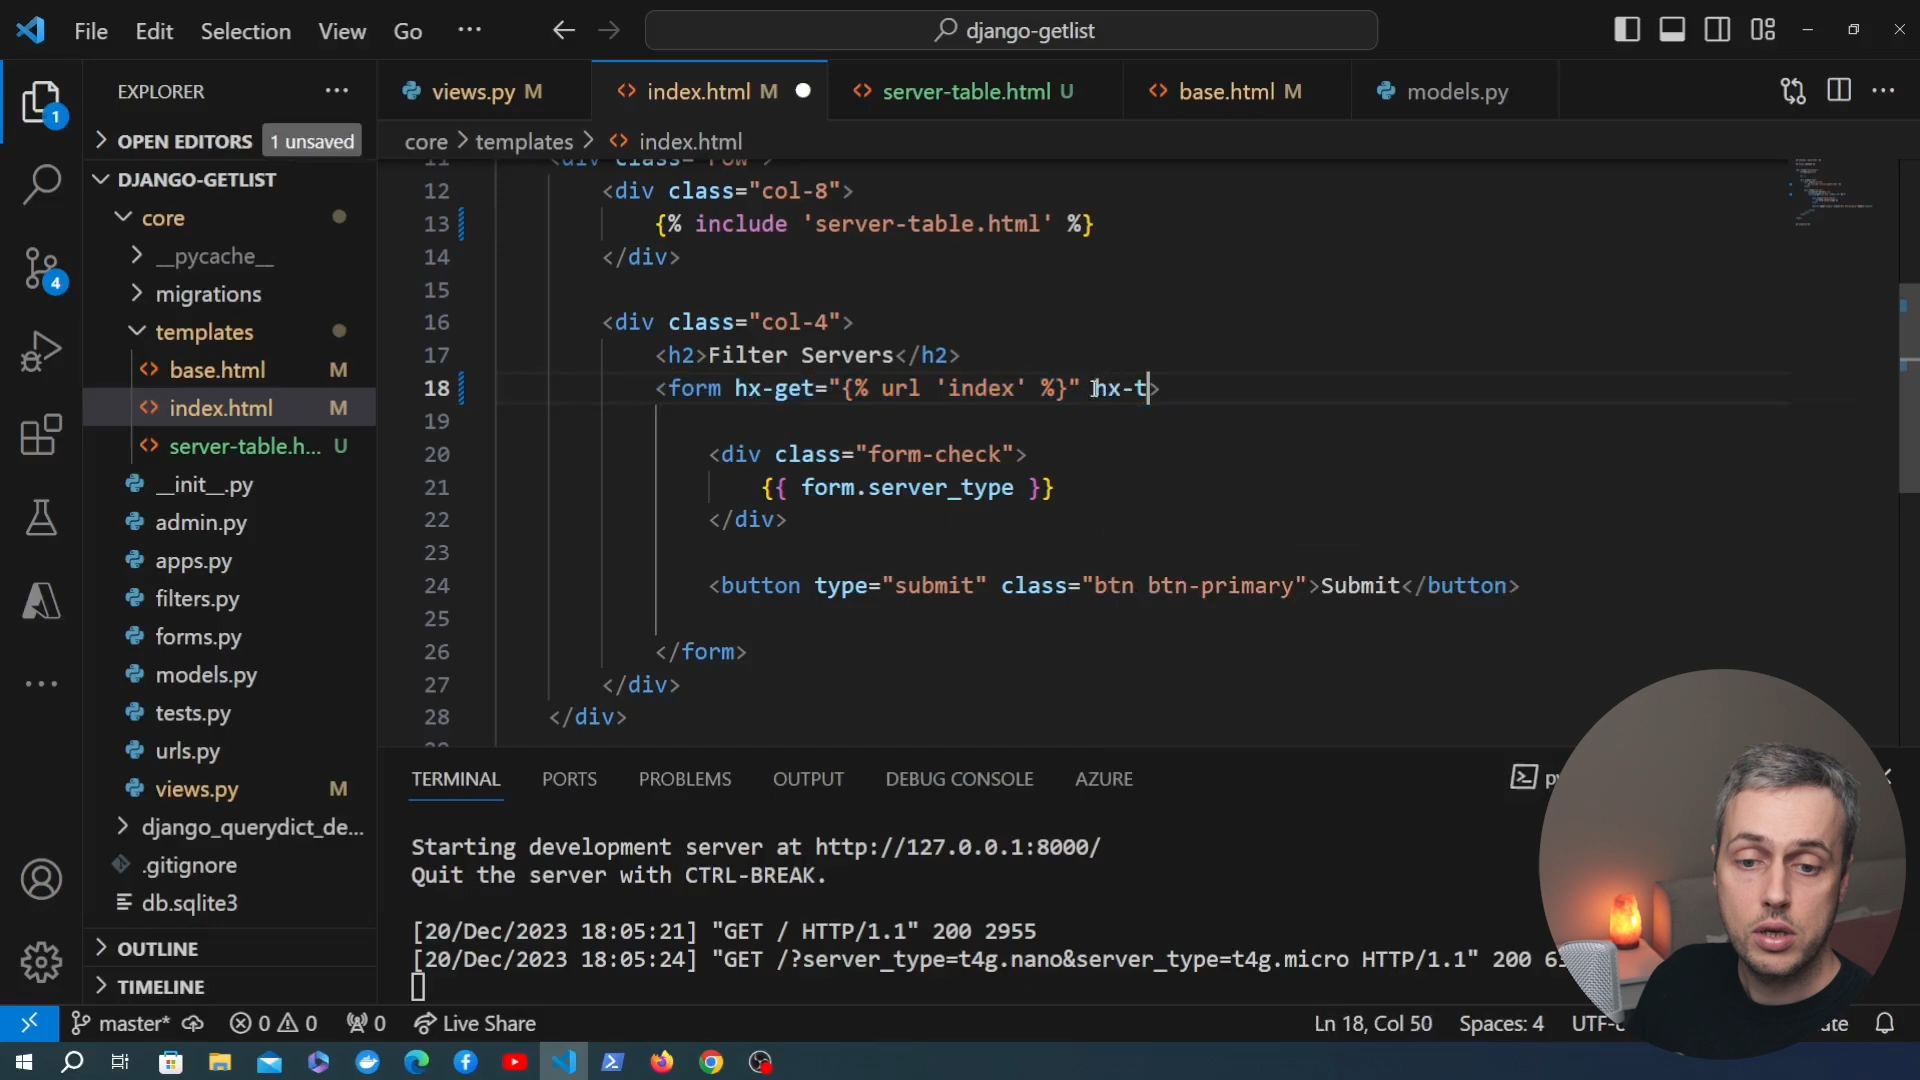 File Edit Selection View Go ··· django-getlist
EXPLORER ···
OPEN EDITORS 1 unsaved
DJANGO-GETLIST
core
__pycache__
migrations
templates
base.html M
index.html M
server-table.h... U
__init__.py
admin.py
apps.py
filters.py
forms.py
models.py
tests.py
urls.py
views.py M
django_querydict_de...
.gitignore
db.sqlite3
OUTLINE
TIMELINE
1
4
views.py M index.html M server-table.html U base.html M models.py
core > templates > index.html
11 <div class="row">
12 <div class="col-8">
13 {% include 'server-table.html' %}
14 </div>
15
16 <div class="col-4">
17 <h2>Filter Servers</h2>
18 <form hx-get="{% url 'index' %}" hx-t>
19
20 <div class="form-check">
21 {{ form.server_type }}
22 </div>
23
24 <button type="submit" class="btn btn-primary">Submit</button>
25
26 </form>
27 </div>
28 </div>
TERMINAL PORTS PROBLEMS OUTPUT DEBUG CONSOLE AZURE
Starting development server at http://127.0.0.1:8000/
Quit the server with CTRL-BREAK.
[20/Dec/2023 18:05:21] "GET / HTTP/1.1" 200 2955
[20/Dec/2023 18:05:24] "GET /?server_type=t4g.nano&server_type=t4g.micro HTTP/1.1" 200
master* 0 0 0 Live Share Ln 18, Col 50 Spaces: 4